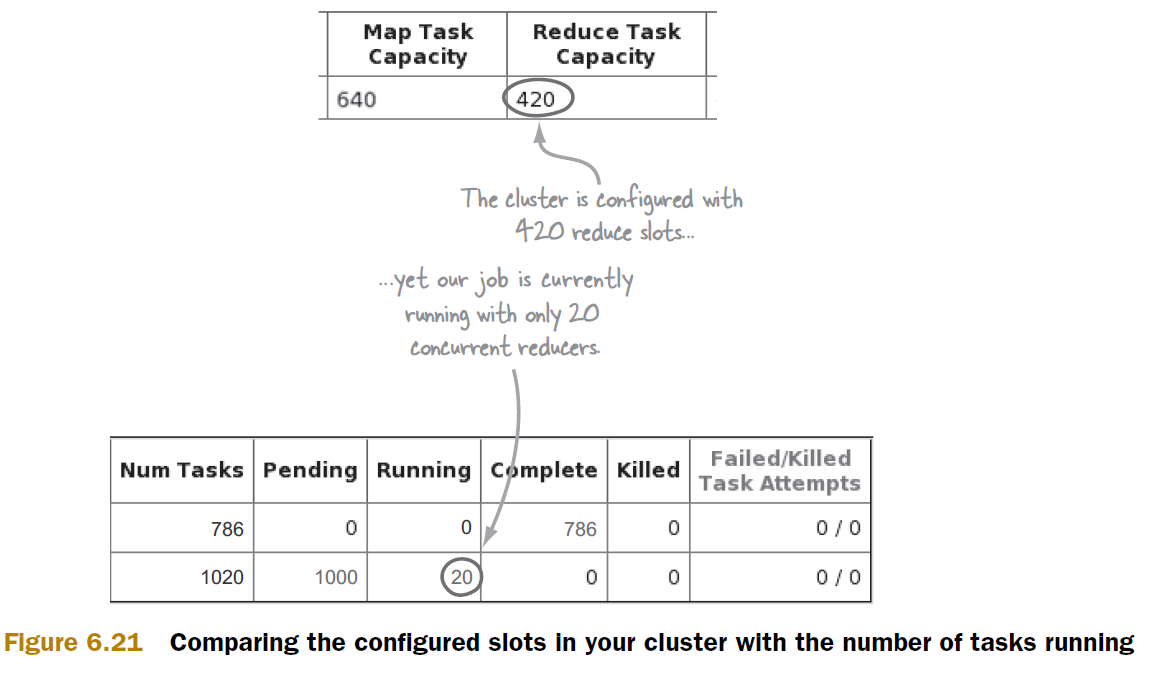 Map Task Reduce Task
Capacity Capacity
640 420
The cluster is configured with
420 reduce slots...
...yet our job is currently
running with only 20
concurrent reducers.
Num Tasks Pending Running Complete Killed Failed/Killed
Task Attempts
786 0 0 786 0 0 / 0
1020 1000 20 0 0 0 / 0
Figure 6.21 Comparing the configured slots in your cluster with the number of tasks running